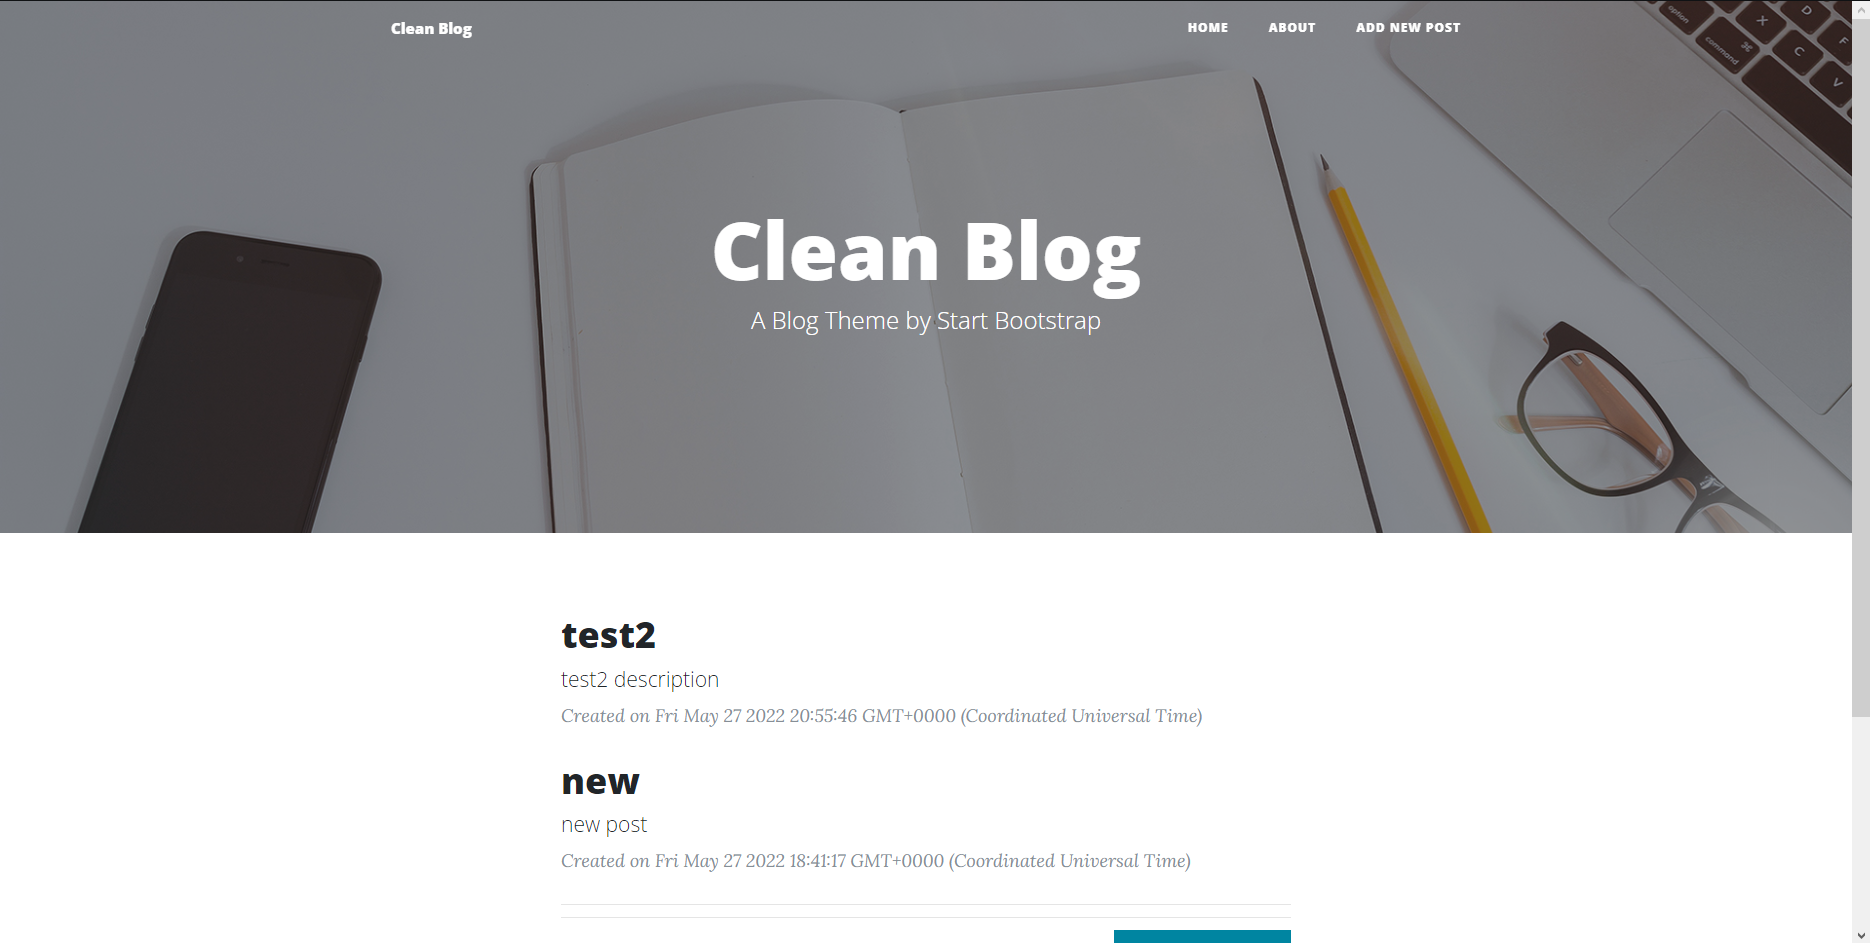 Clean Blog
HOME ABOUT ADD NEW POST
option
command
⌘
X
C
D
F
V
Clean Blog
A Blog Theme by Start Bootstrap
test2
test2 description
Created on Fri May 27 2022 20:55:46 GMT+0000 (Coordinated Universal Time)
new
new post
Created on Fri May 27 2022 18:41:17 GMT+0000 (Coordinated Universal Time)